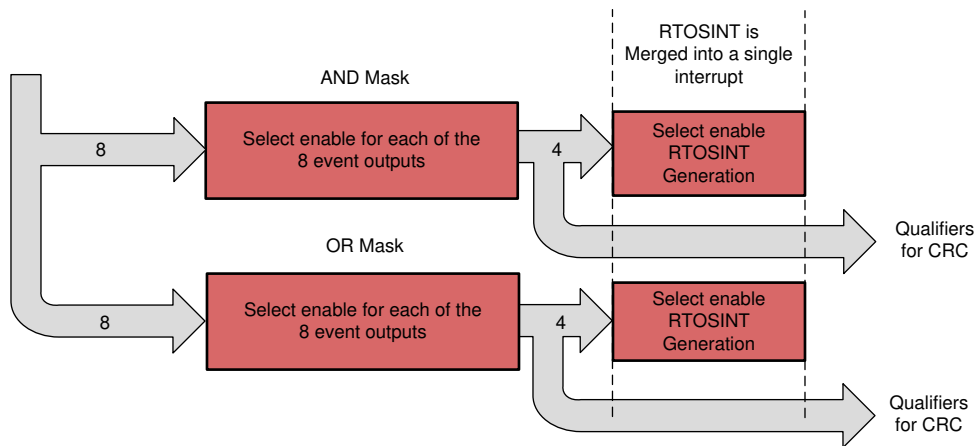 RTOSINT is
Merged into a single
interrupt
AND Mask
8
Select enable for each of the
8 event outputs
4
Select enable
RTOSINT
Generation
Qualifiers
for CRC
OR Mask
8
Select enable for each of the
8 event outputs
4
Select enable
RTOSINT
Generation
Qualifiers
for CRC